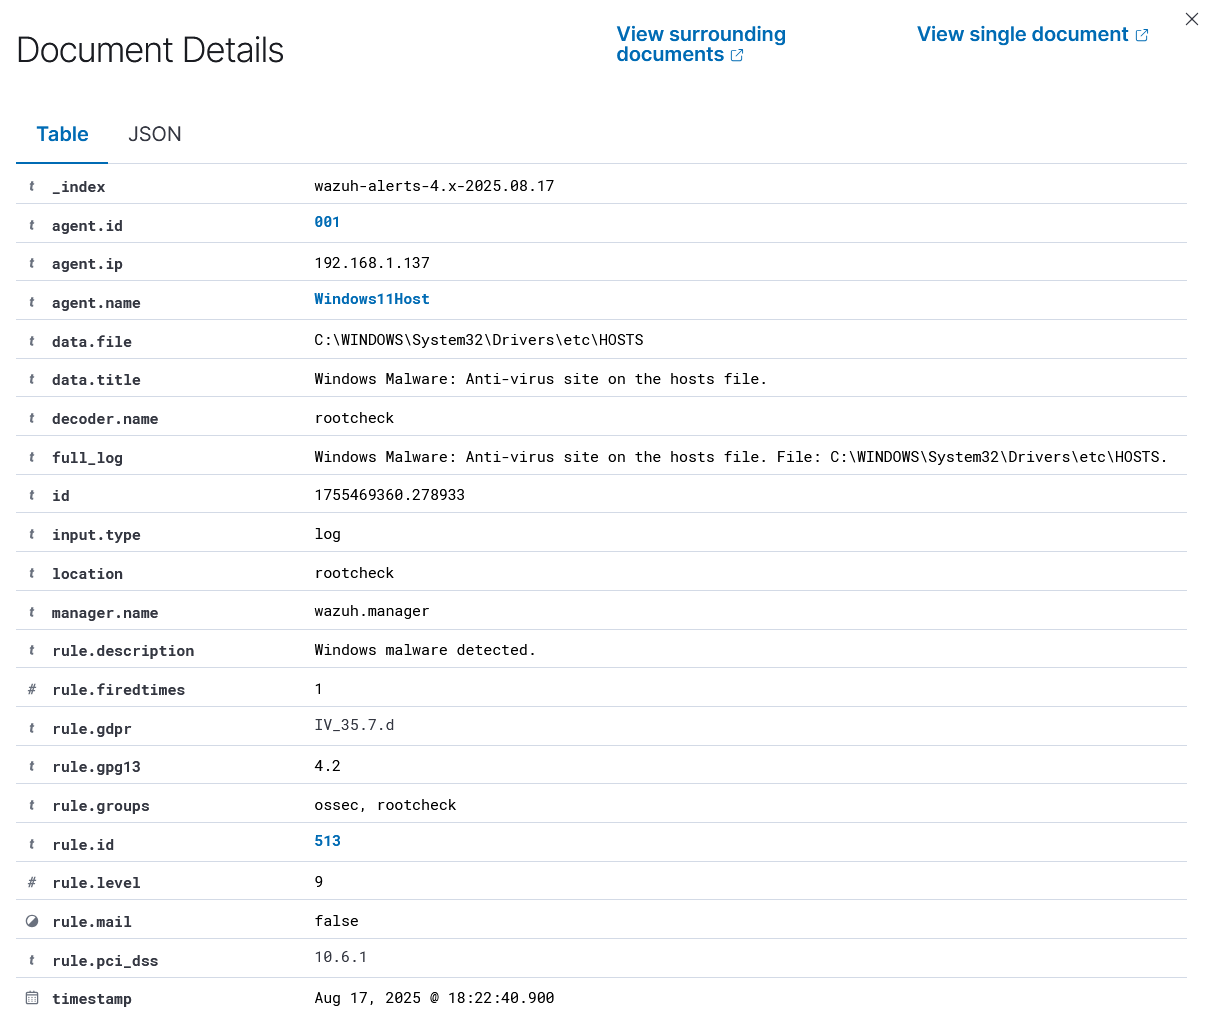 Document Details
View surrounding
documents
View single document
Table JSON
t _index wazuh-alerts-4.x-2025.08.17
t agent.id 001
t agent.ip 192.168.1.137
t agent.name Windows11Host
t data.file C:\WINDOWS\System32\Drivers\etc\HOSTS
t data.title Windows Malware: Anti-virus site on the hosts file.
t decoder.name rootcheck
t full_log Windows Malware: Anti-virus site on the hosts file. File: C:\WINDOWS\System32\Drivers\etc\HOSTS.
t id 1755469360.278933
t input.type log
t location rootcheck
t manager.name wazuh.manager
t rule.description Windows malware detected.
# rule.firedtimes 1
t rule.gdpr IV_35.7.d
t rule.gpg13 4.2
t rule.groups ossec, rootcheck
t rule.id 513
# rule.level 9
rule.mail false
t rule.pci_dss 10.6.1
timestamp Aug 17, 2025 @ 18:22:40.900